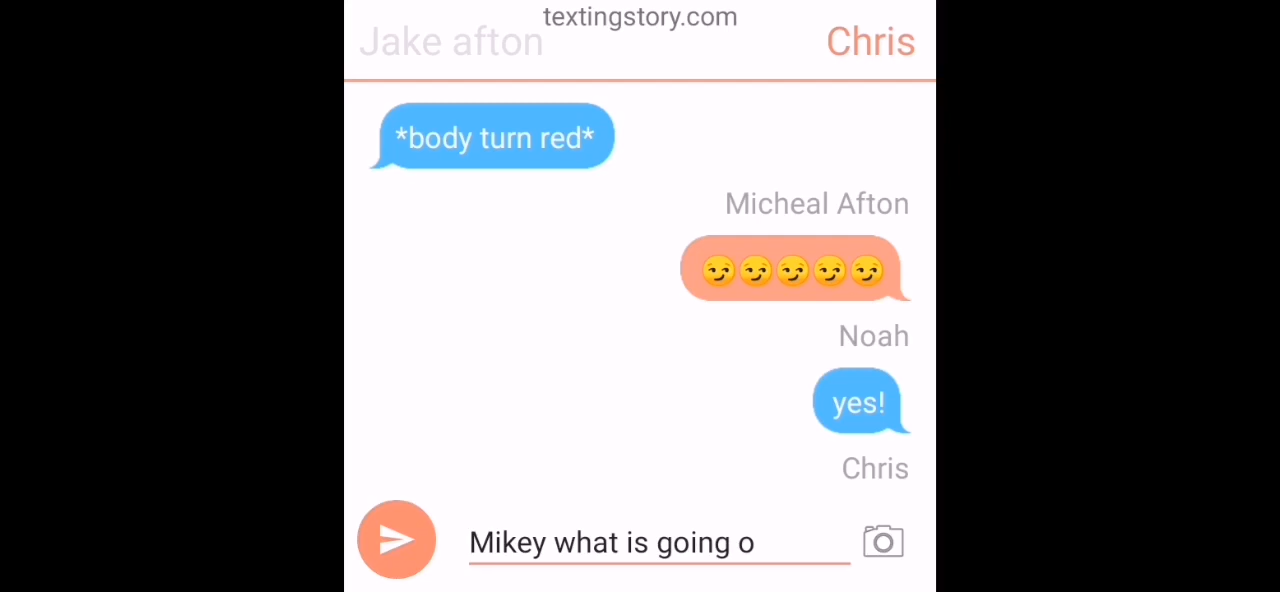 textingstory.com
Jake afton
Chris
*body turn red*
Micheal Afton
😏😏😏😏😏
Noah
yes!
Chris
Mikey what is going o